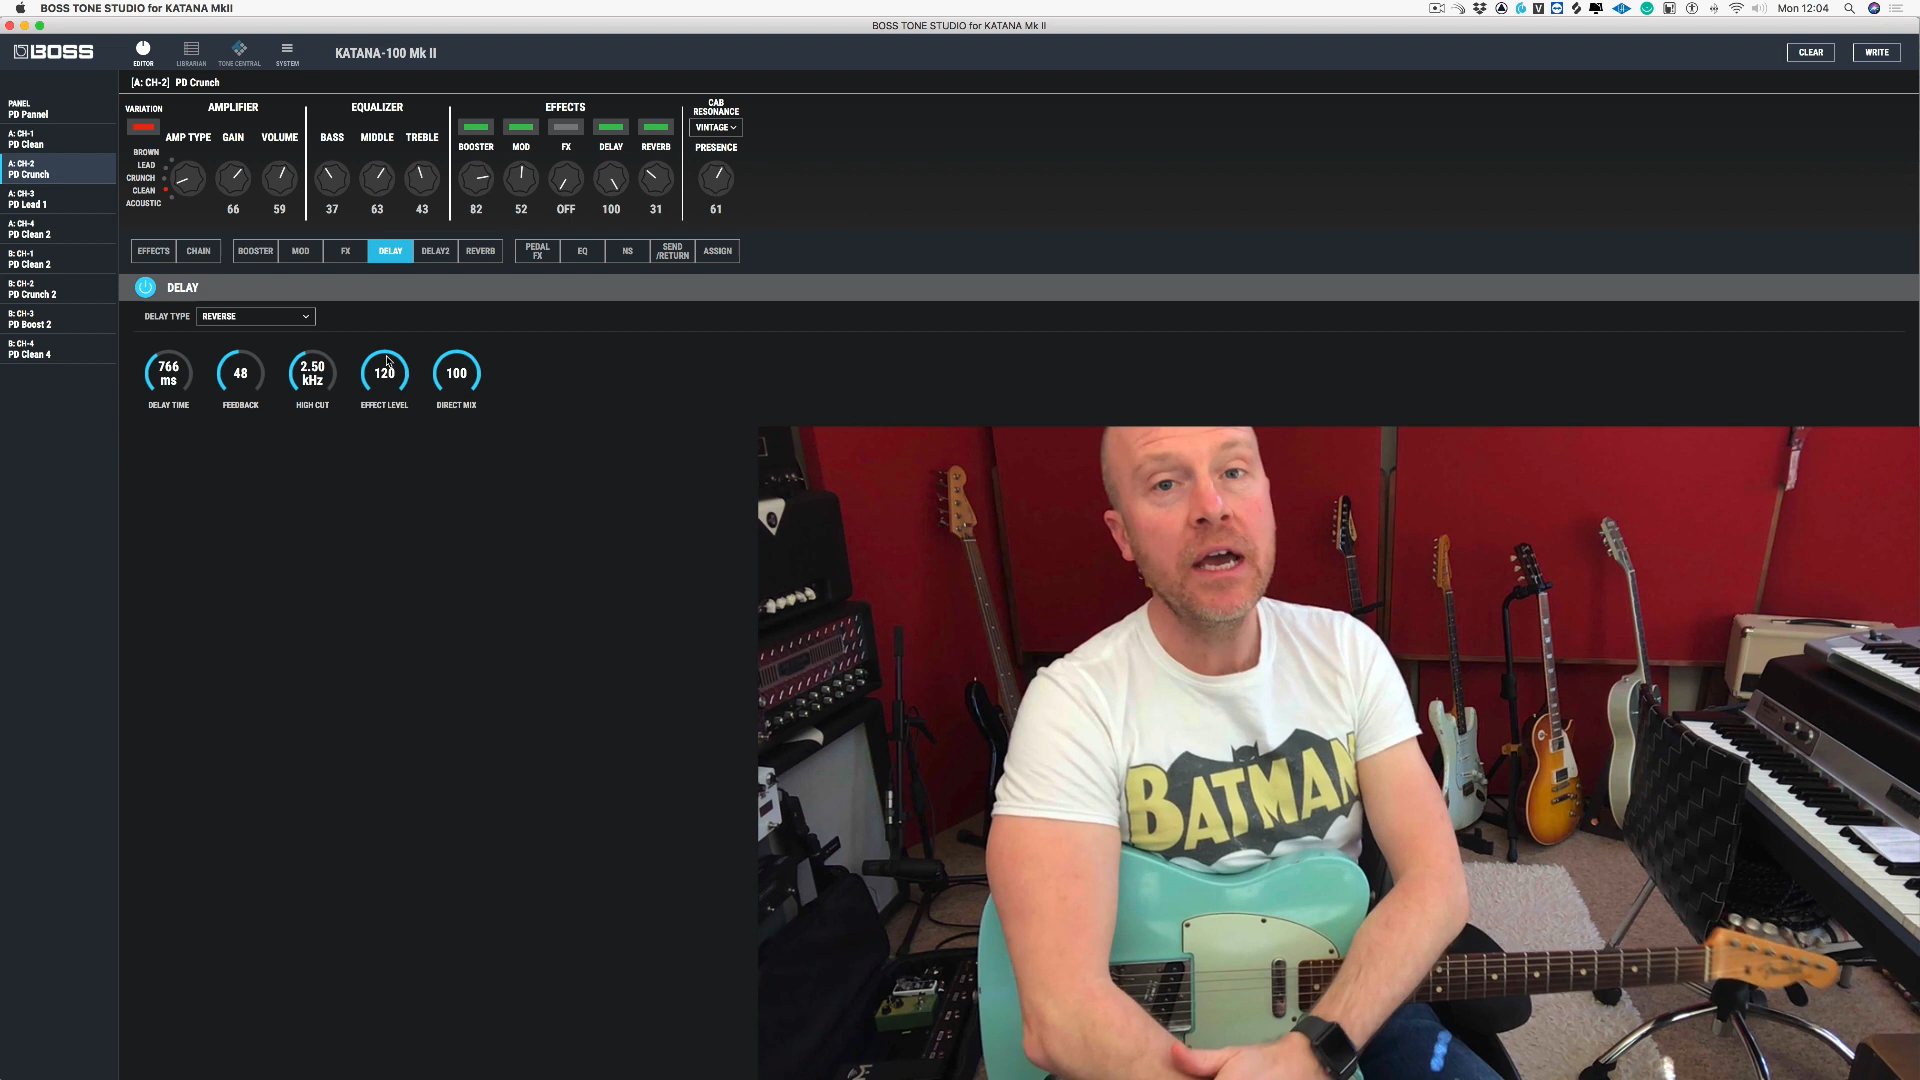 BOSS TONE STUDIO for KATANA MkII
Mon 12:04
BOSS TONE STUDIO for KATANA Mk II
BOSS
EDITOR
LIBRARIAN
TONE CENTRAL
SYSTEM
KATANA-100 Mk II
CLEAR
WRITE
[A: CH-2] PD Crunch
PANEL
PD Pannel
A: CH-1
PD Clean
A: CH-2
PD Crunch
A: CH-3
PD Lead 1
A: CH-4
PD Clean 2
B: CH-1
PD Clean 2
B: CH-2
PD Crunch 2
B: CH-3
PD Boost 2
B: CH-4
PD Clean 4
VARIATION
AMPLIFIER
AMP TYPE GAIN VOLUME
BROWN
LEAD
CRUNCH
CLEAN
ACOUSTIC
66 59
EQUALIZER
BASS MIDDLE TREBLE
37 63 43
EFFECTS
BOOSTER MOD FX DELAY REVERB
82 52 OFF 100 31
CAB
RESONANCE
VINTAGE
PRESENCE
61
EFFECTS CHAIN BOOSTER MOD FX DELAY DELAY2 REVERB PEDAL FX EQ NS SEND /RETURN ASSIGN
DELAY
DELAY TYPE REVERSE
766 ms 48 2.50 kHz 120 100
DELAY TIME FEEDBACK HIGH CUT EFFECT LEVEL DIRECT MIX
BATMAN